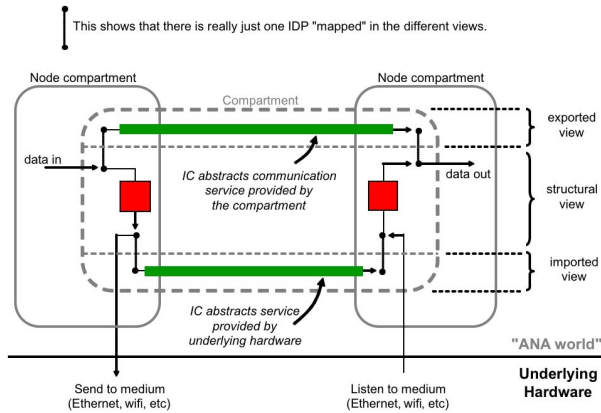 This shows that there is really just one IDP "mapped" in the different views.
Node compartment
Node compartment
Compartment
exported
view
data in
IC abstracts communication
service provided by
the compartment
data out
structural
view
imported
view
IC abstracts service
provided by
underlying hardware
"ANA world"
Underlying
Hardware
Send to medium
(Ethernet, wifi, etc)
Listen to medium
(Ethernet, wifi, etc)